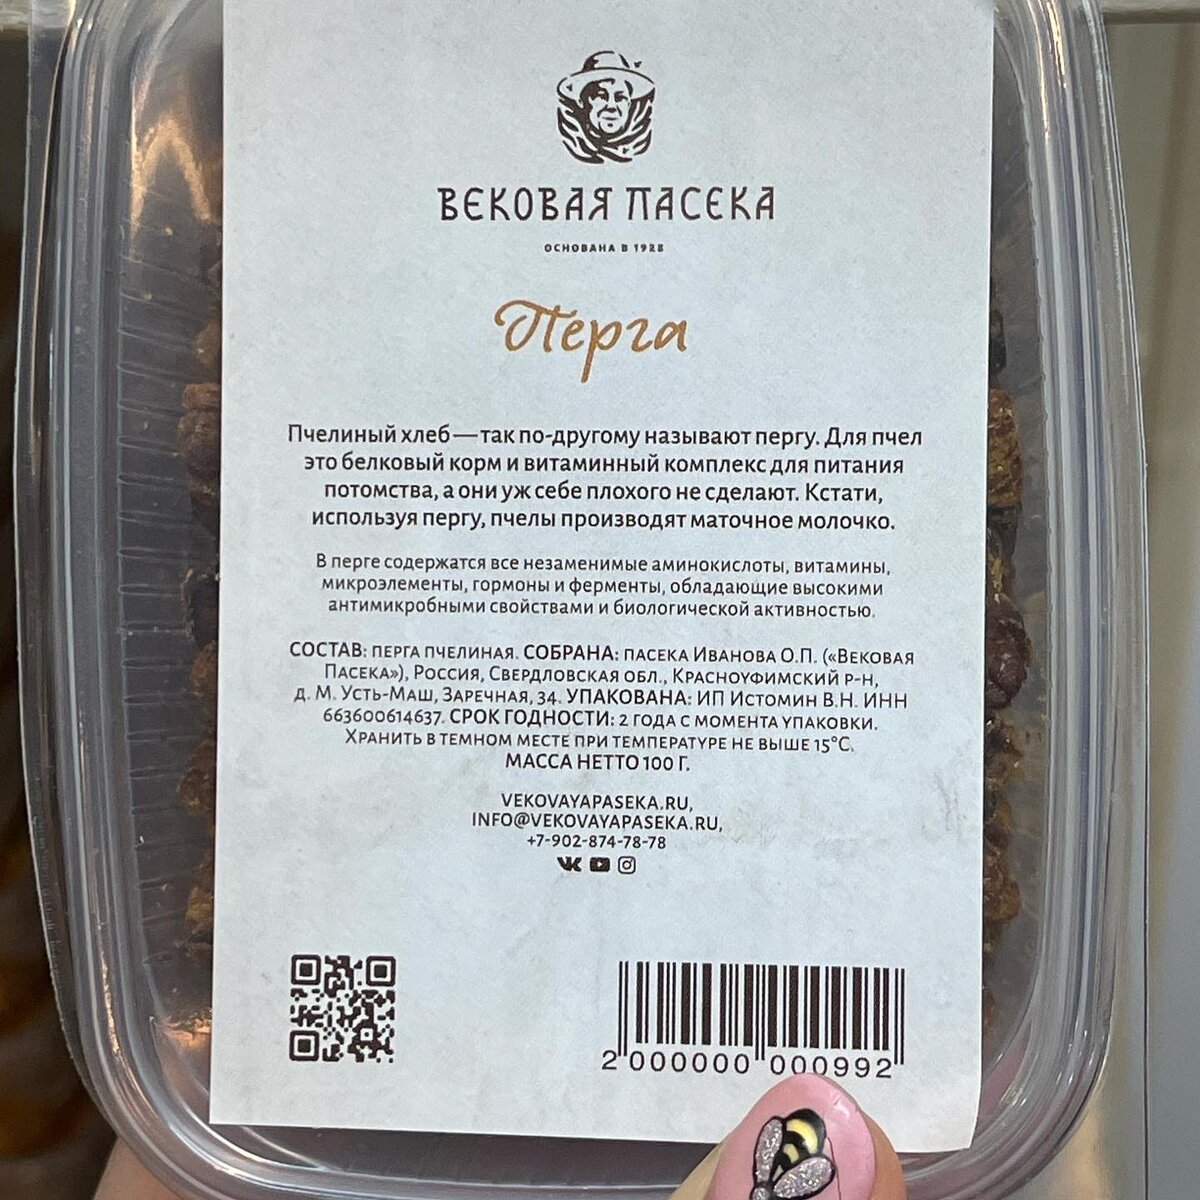 ВЕКОВАЯ ПАСЕКА
ОСНОВАНА В 1928
Перга
Пчелиный хлеб — так по-другому называют пергу. Для пчел
это белковый корм и витаминный комплекс для питания
потомства, а они уж себе плохого не сделают. Кстати,
используя пергу, пчелы производят маточное молочко.
В перге содержатся все незаменимые аминокислоты, витамины,
микроэлементы, гормоны и ферменты, обладающие высокими
антимикробными свойствами и биологической активностью.
СОСТАВ: ПЕРГА ПЧЕЛИНАЯ. СОБРАНА: ПАСЕКА ИВАНОВА О.П. («ВЕКОВАЯ
ПАСЕКА»), РОССИЯ, СВЕРДЛОВСКАЯ ОБЛ., КРАСНОУФИМСКИЙ Р-Н,
Д. М. УСТЬ-МАШ, ЗАРЕЧНАЯ, 34. УПАКОВАНА: ИП ИСТОМИН В.Н. ИНН
663600614637. СРОК ГОДНОСТИ: 2 ГОДА С МОМЕНТА УПАКОВКИ.
ХРАНИТЬ В ТЕМНОМ МЕСТЕ ПРИ ТЕМПЕРАТУРЕ НЕ ВЫШЕ 15°С.
МАССА НЕТТО 100 Г.
VEKOVAYAPASEKA.RU,
INFO@VEKOVAYAPASEKA.RU,
+7-902-874-78-78
2 000000 000992